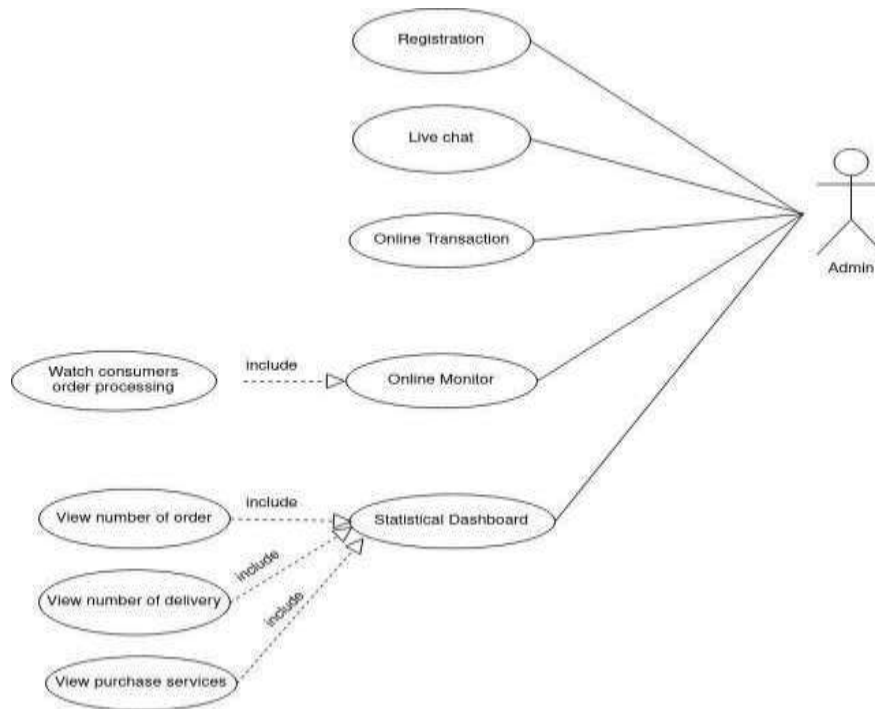 Registration
Live chat
Online Transaction
Admin
Watch consumers
order processing
include
Online Monitor
View number of order
include
Statistical Dashboard
View number of delivery
include
View purchase services
include